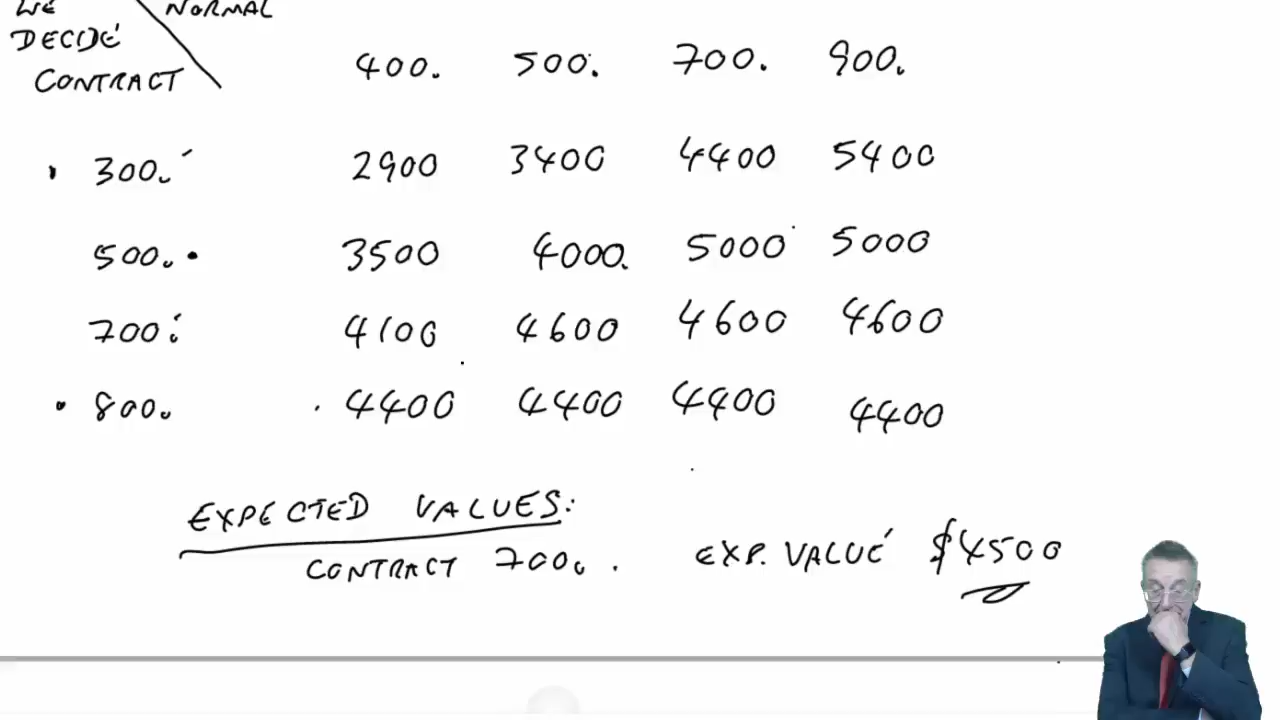 WE NORMAL
DECIDE
CONTRACT
400. 500. 700. 900.
300. 2900 3400 4400 5400
500. 3500 4000. 5000 5000
700. 4100 4600 4600 4600
800. 4400 4400 4400 4400
EXPECTED VALUES:
CONTRACT 700. EXP. VALUE $4500